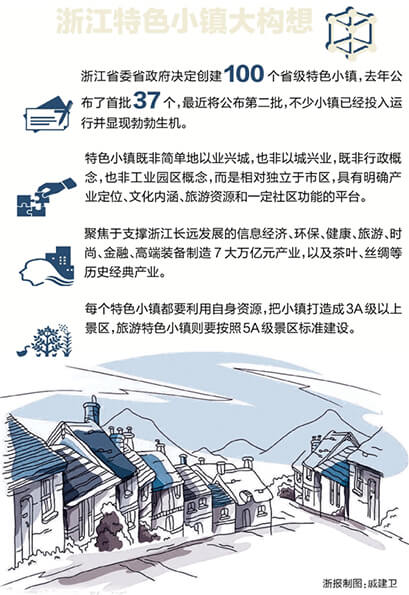 浙江特色小镇大构想
浙江省委省政府决定创建100个省级特色小镇，去年公
布了首批37个，最近将公布第二批，不少小镇已经投入运
行并显现勃勃生机。
特色小镇既非简单地以业兴城，也非以城兴业，既非行政概
念，也非工业园区概念，而是相对独立于市区，具有明确产
业定位、文化内涵、旅游资源和一定社区功能的平台。
聚焦于支撑浙江长远发展的信息经济、环保、健康、旅游、时
尚、金融、高端装备制造7大万亿元产业，以及茶叶、丝绸等
历史经典产业。
每个特色小镇都要利用自身资源，把小镇打造成3A级以上
景区，旅游特色小镇则要按照5A级景区标准建设。
浙报制图：戚建卫